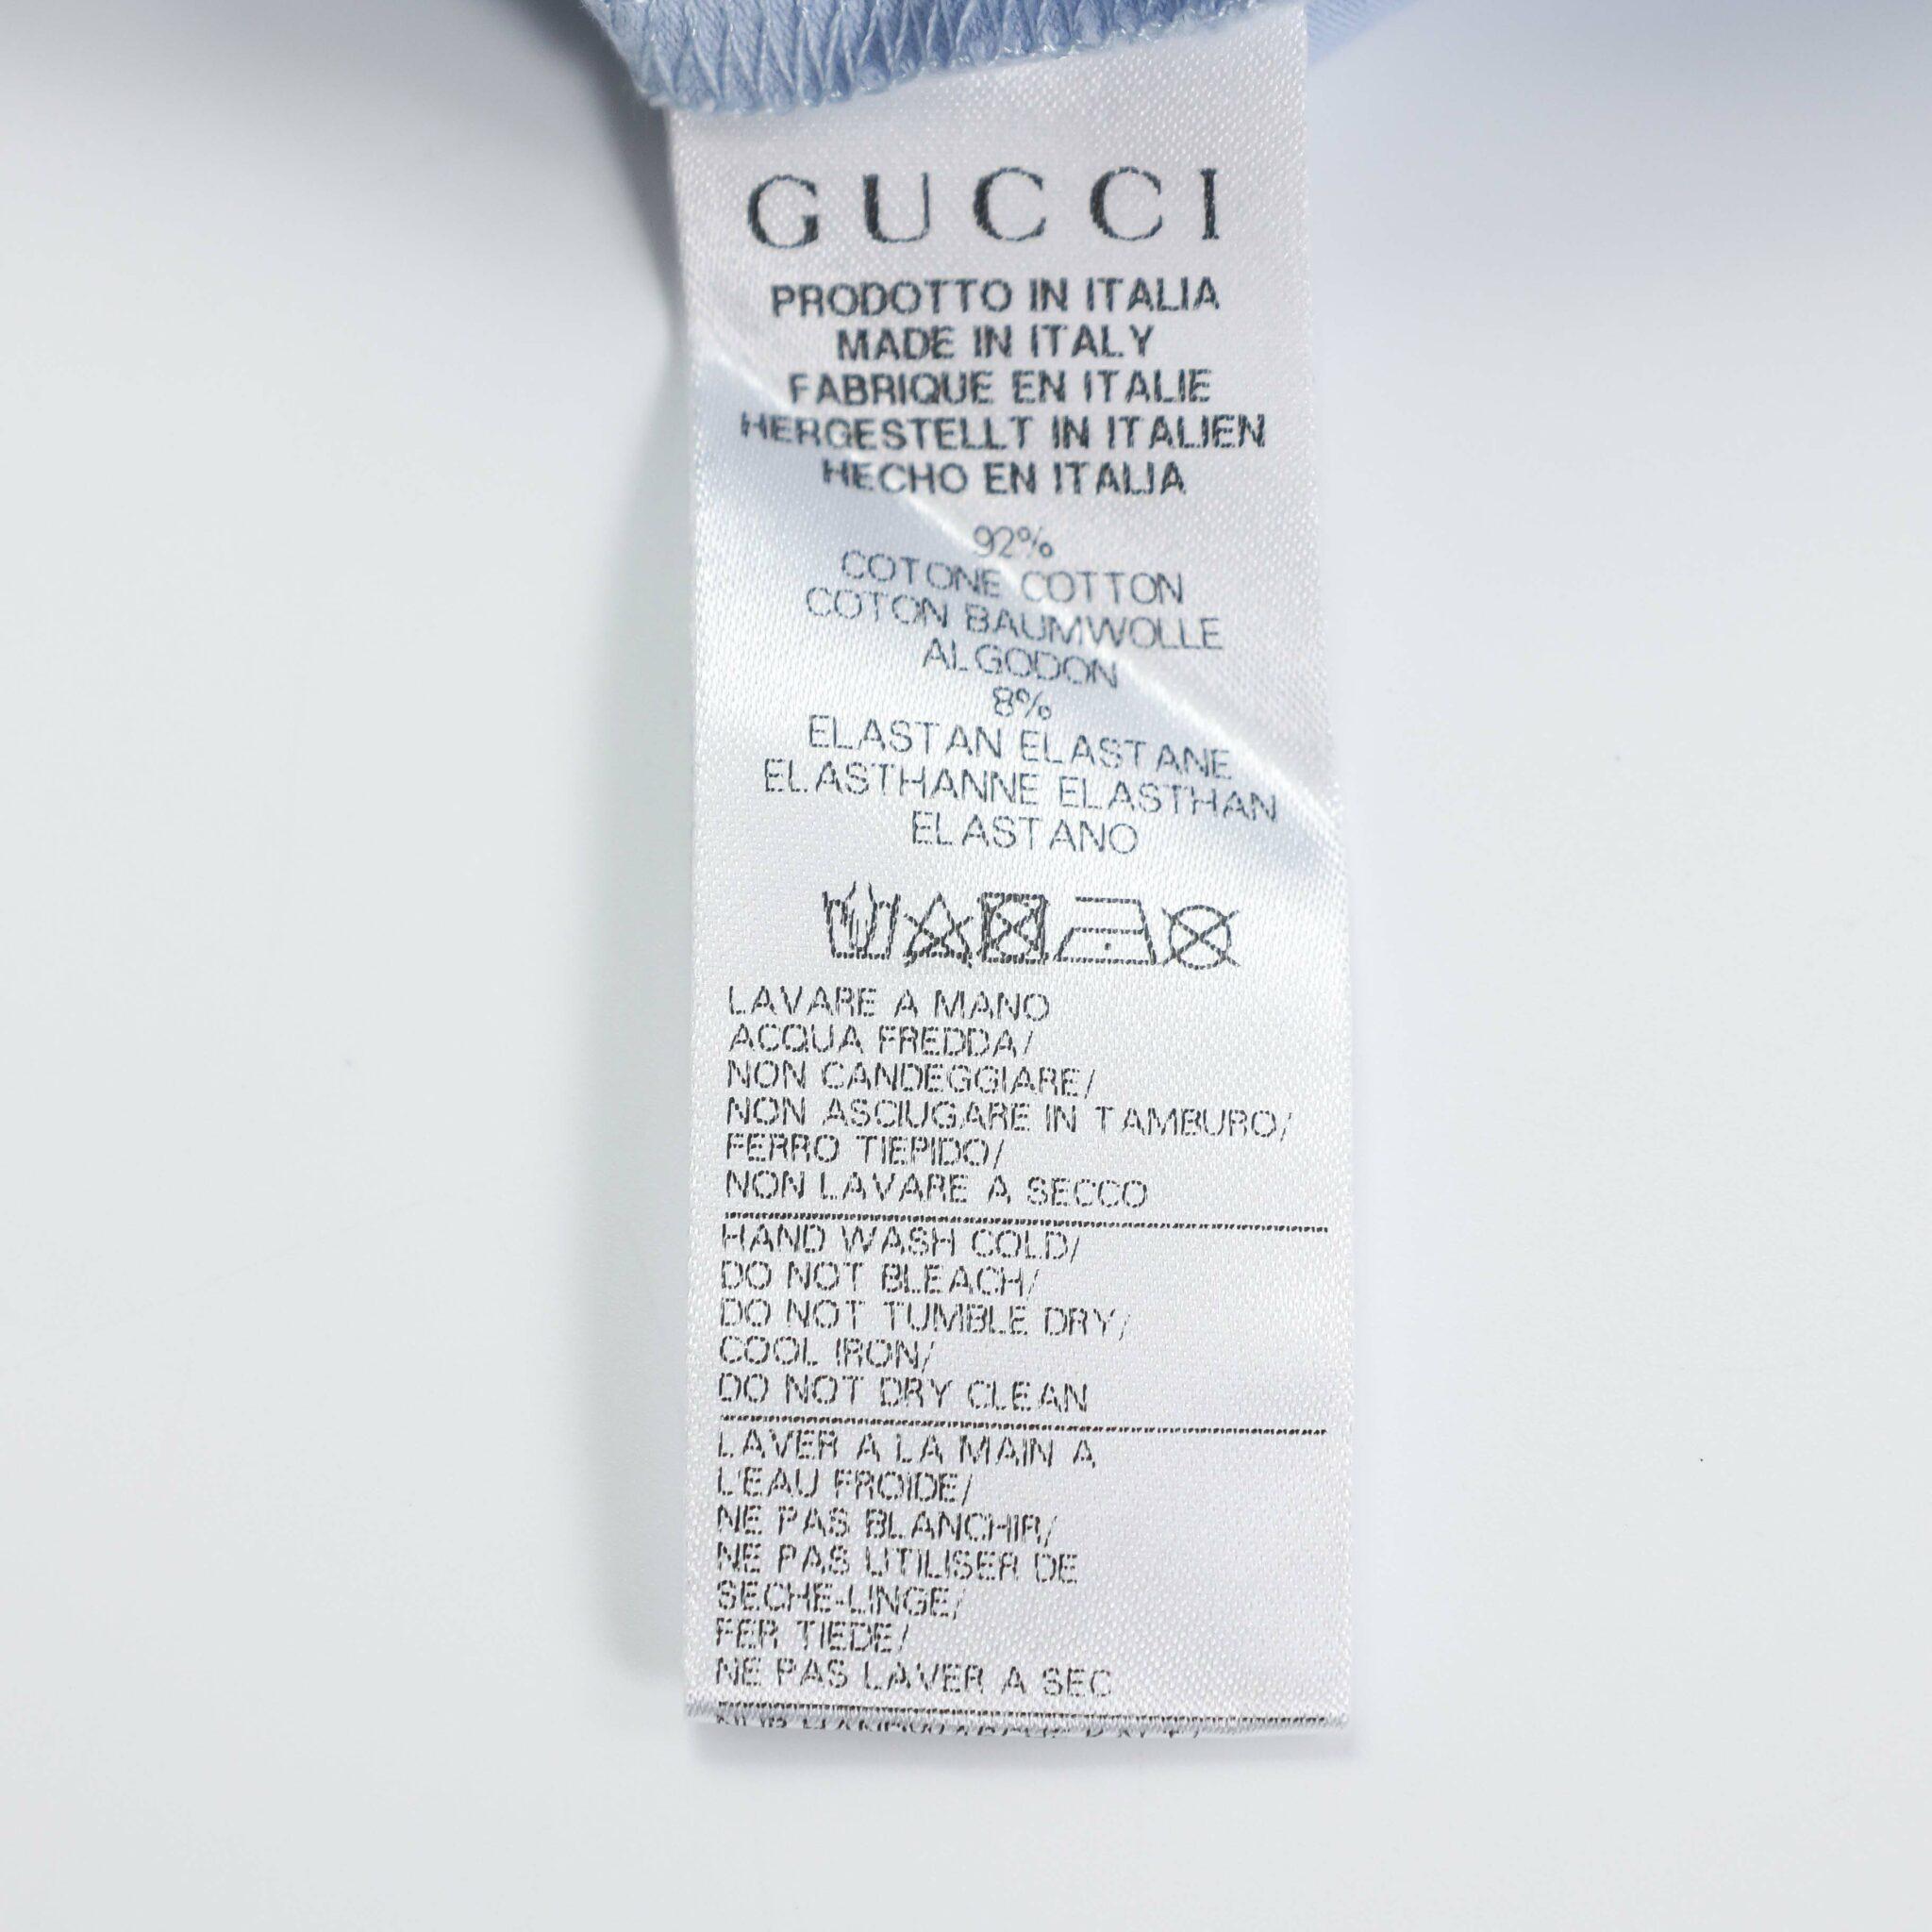 GUCCI
PRODOTTO IN ITALIA
MADE IN ITALY
FABRIQUE EN ITALIE
HERGESTELLT IN ITALIEN
HECHO EN ITALIA
92%
COTONE COTTON
COTON BAUMWOLLE
ALGODON
8%
ELASTAN ELASTANE
ELASTHANNE ELASTHAN
ELASTANO
LAVARE A MANO
ACQUA FREDDA/
NON CANDEGGIARE/
NON ASCIUGARE IN TAMBURO/
FERRO TIEPIDO/
NON LAVARE A SECCO
HAND WASH COLD/
DO NOT BLEACH/
DO NOT TUMBLE DRY/
COOL IRON/
DO NOT DRY CLEAN
LAVER A LA MAIN A
L'EAU FROIDE/
NE PAS BLANCHIR/
NE PAS UTILISER DE
SECHE-LINGE/
FER TIEDE/
NE PAS LAVER A SEC